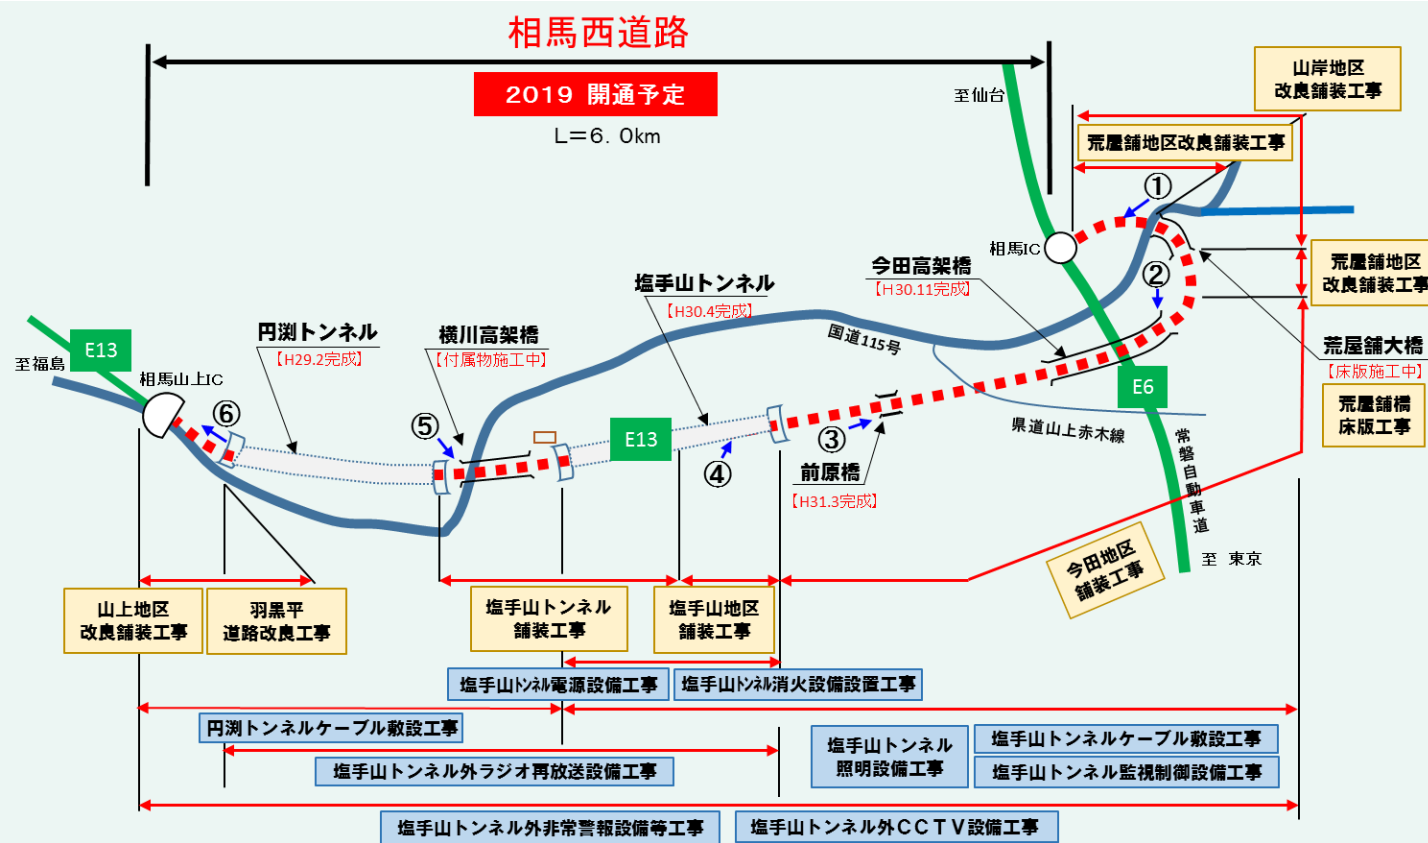 相馬西道路
2019 開通予定
L=6.0km
至仙台
山岸地区
改良舗装工事
荒屋舗地区改良舗装工事
①
相馬IC
②
荒屋舗地区
改良舗装工事
今田高架橋
【H30.11完成】
塩手山トンネル
【H30.4完成】
円渕トンネル
【H29.2完成】
横川高架橋
【付属物施工中】
国道115号
荒屋舗大橋
【床版施工中】
荒屋舗橋
床版工事
E13
至福島
相馬山上IC
E6
⑥
⑤
E13
④
③
前原橋
【H31.3完成】
県道山上赤木線
常磐自動車道
至 東京
今田地区
舗装工事
山上地区
改良舗装工事
羽黒平
道路改良工事
塩手山トンネル
舗装工事
塩手山地区
舗装工事
塩手山ﾄﾝﾈﾙ電源設備工事
塩手山ﾄﾝﾈﾙ消火設備設置工事
円渕トンネルケーブル敷設工事
塩手山トンネル外ラジオ再放送設備工事
塩手山トンネル
照明設備工事
塩手山トンネルケーブル敷設工事
塩手山トンネル監視制御設備工事
塩手山トンネル外非常警報設備等工事
塩手山トンネル外CCTV設備工事